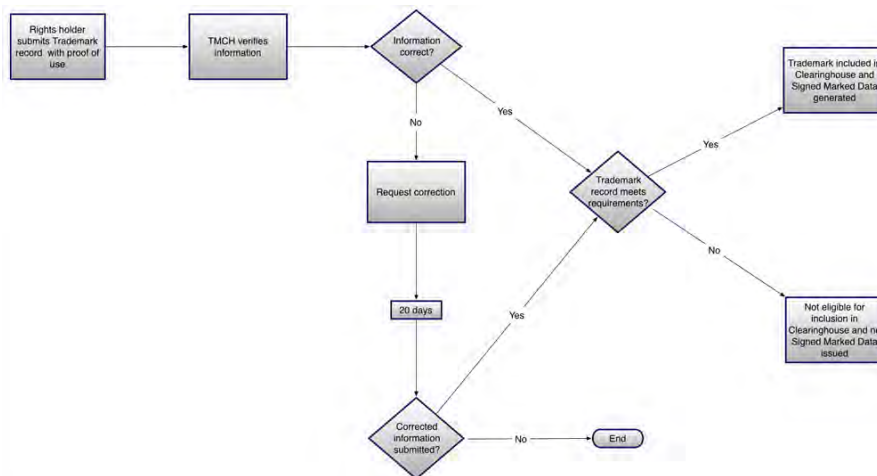 Rights holder
submits Trademark
record with proof of
use.
TMCH verifies
information
Information
correct?
Yes
No
Request correction
20 days
Corrected
information
submitted?
Yes
No
End
Trademark
record meets
requirements?
Yes
Trademark included i
Clearinghouse and
Signed Marked Data
generated
No
Not eligible for
inclusion in
Clearinghouse and n
Signed Marked Data
issued